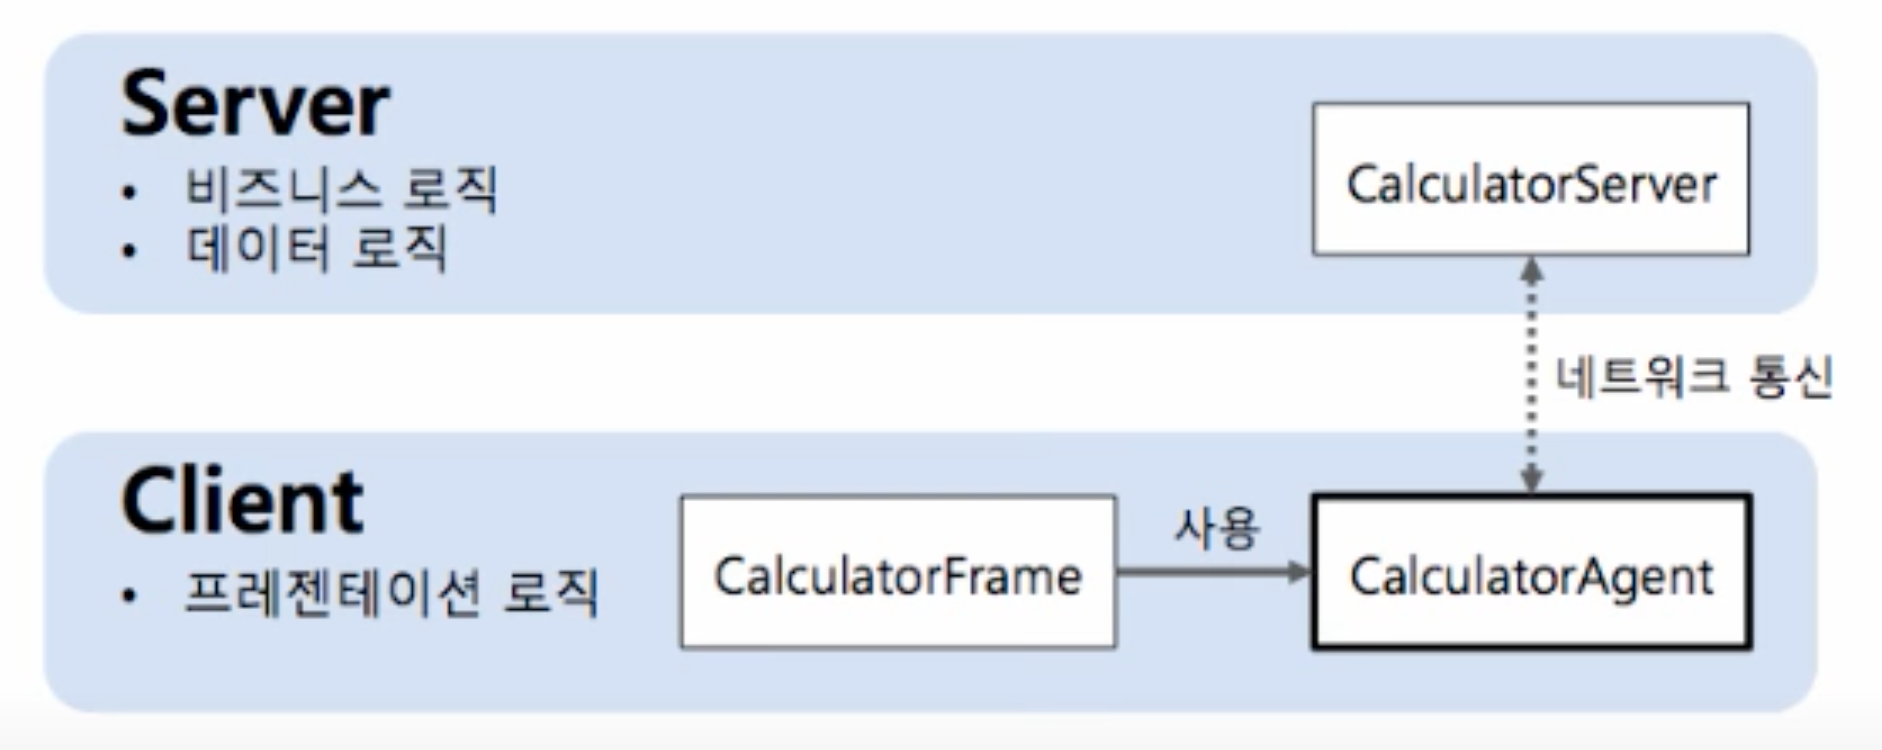 Server
• 비즈니스 로직
• 데이터 로직
CalculatorServer
네트워크 통신
Client
• 프레젠테이션 로직
CalculatorFrame
사용
CalculatorAgent